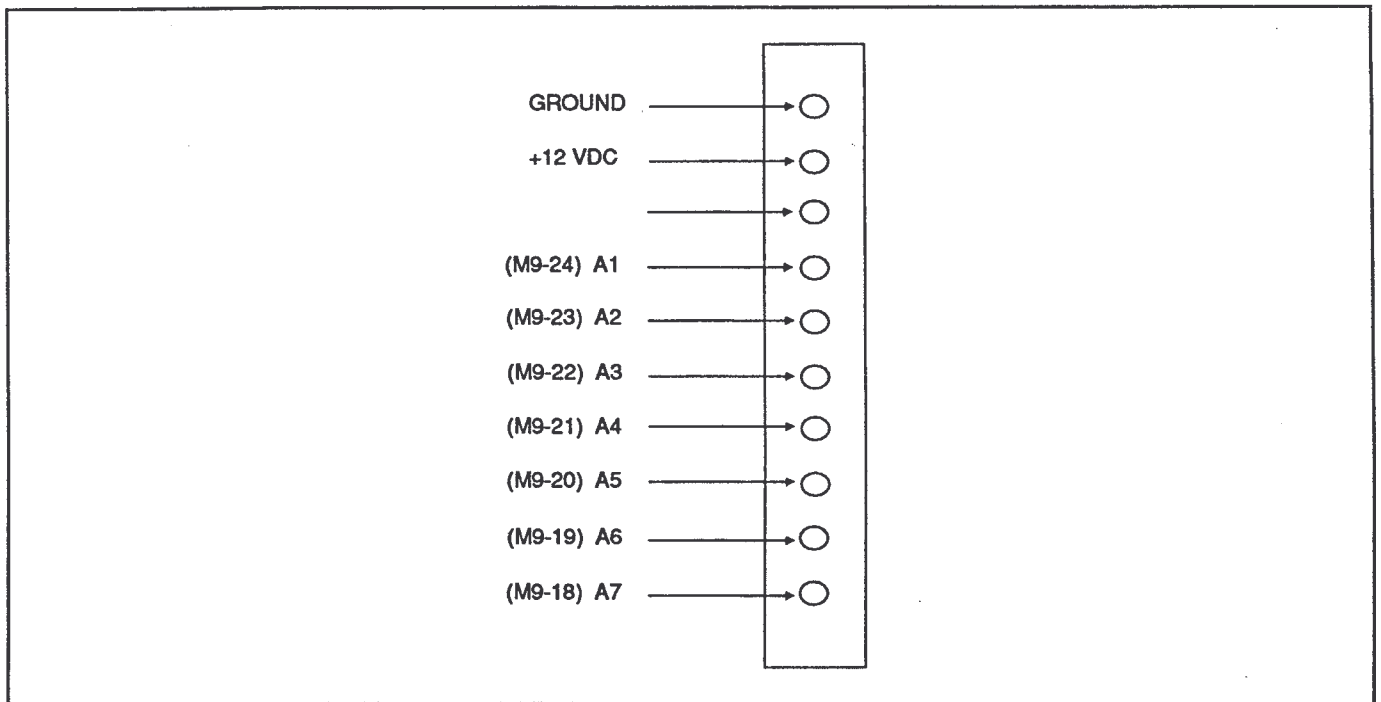 GROUND
+12 VDC
(M9-24) A1
(M9-23) A2
(M9-22) A3
(M9-21) A4
(M9-20) A5
(M9-19) A6
(M9-18) A7